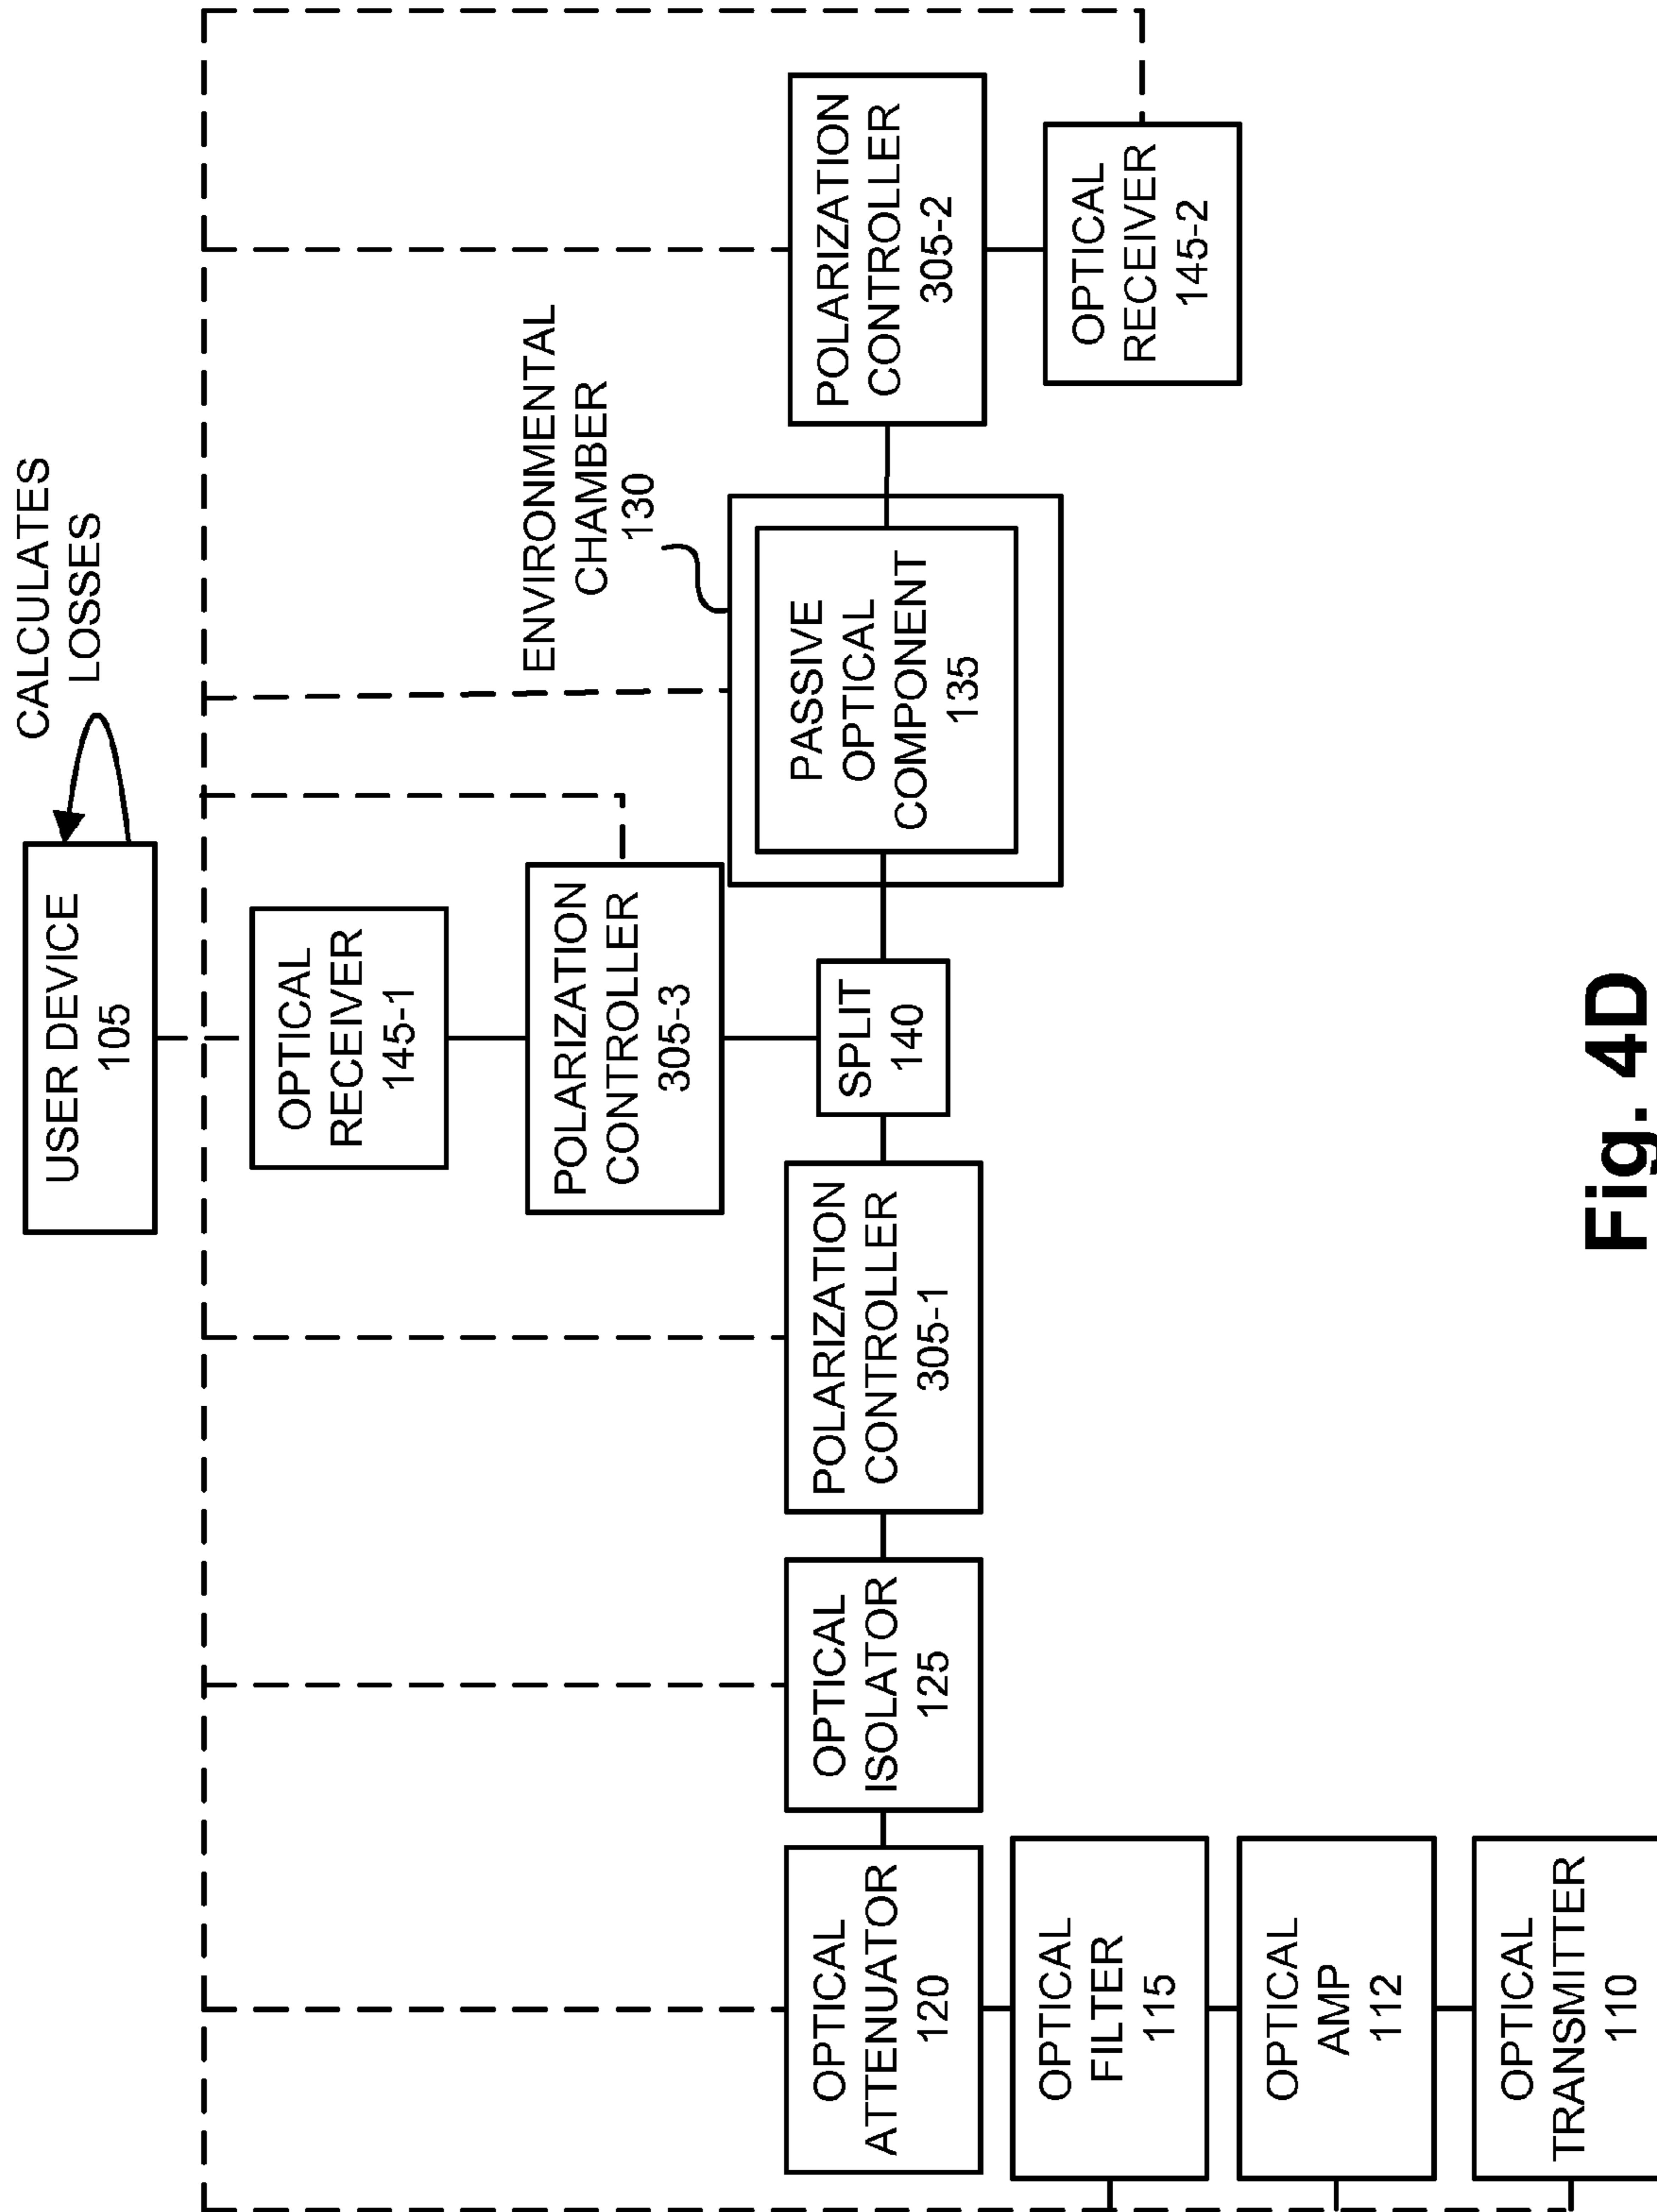 CALCULATES
LOSSES
USER DEVICE
105
OPTICAL
RECEIVER
145-1
POLARIZATION
CONTROLLER
305-3
ENVIRONMENTAL
CHAMBER
130
OPTICAL
ATTENUATOR
120
OPTICAL
ISOLATOR
125
POLARIZATION
CONTROLLER
305-1
SPLIT
140
PASSIVE
OPTICAL
COMPONENT
135
POLARIZATION
CONTROLLER
305-2
OPTICAL
FILTER
115
OPTICAL
AMP
112
OPTICAL
TRANSMITTER
110
OPTICAL
RECEIVER
145-2
Fig. 4D